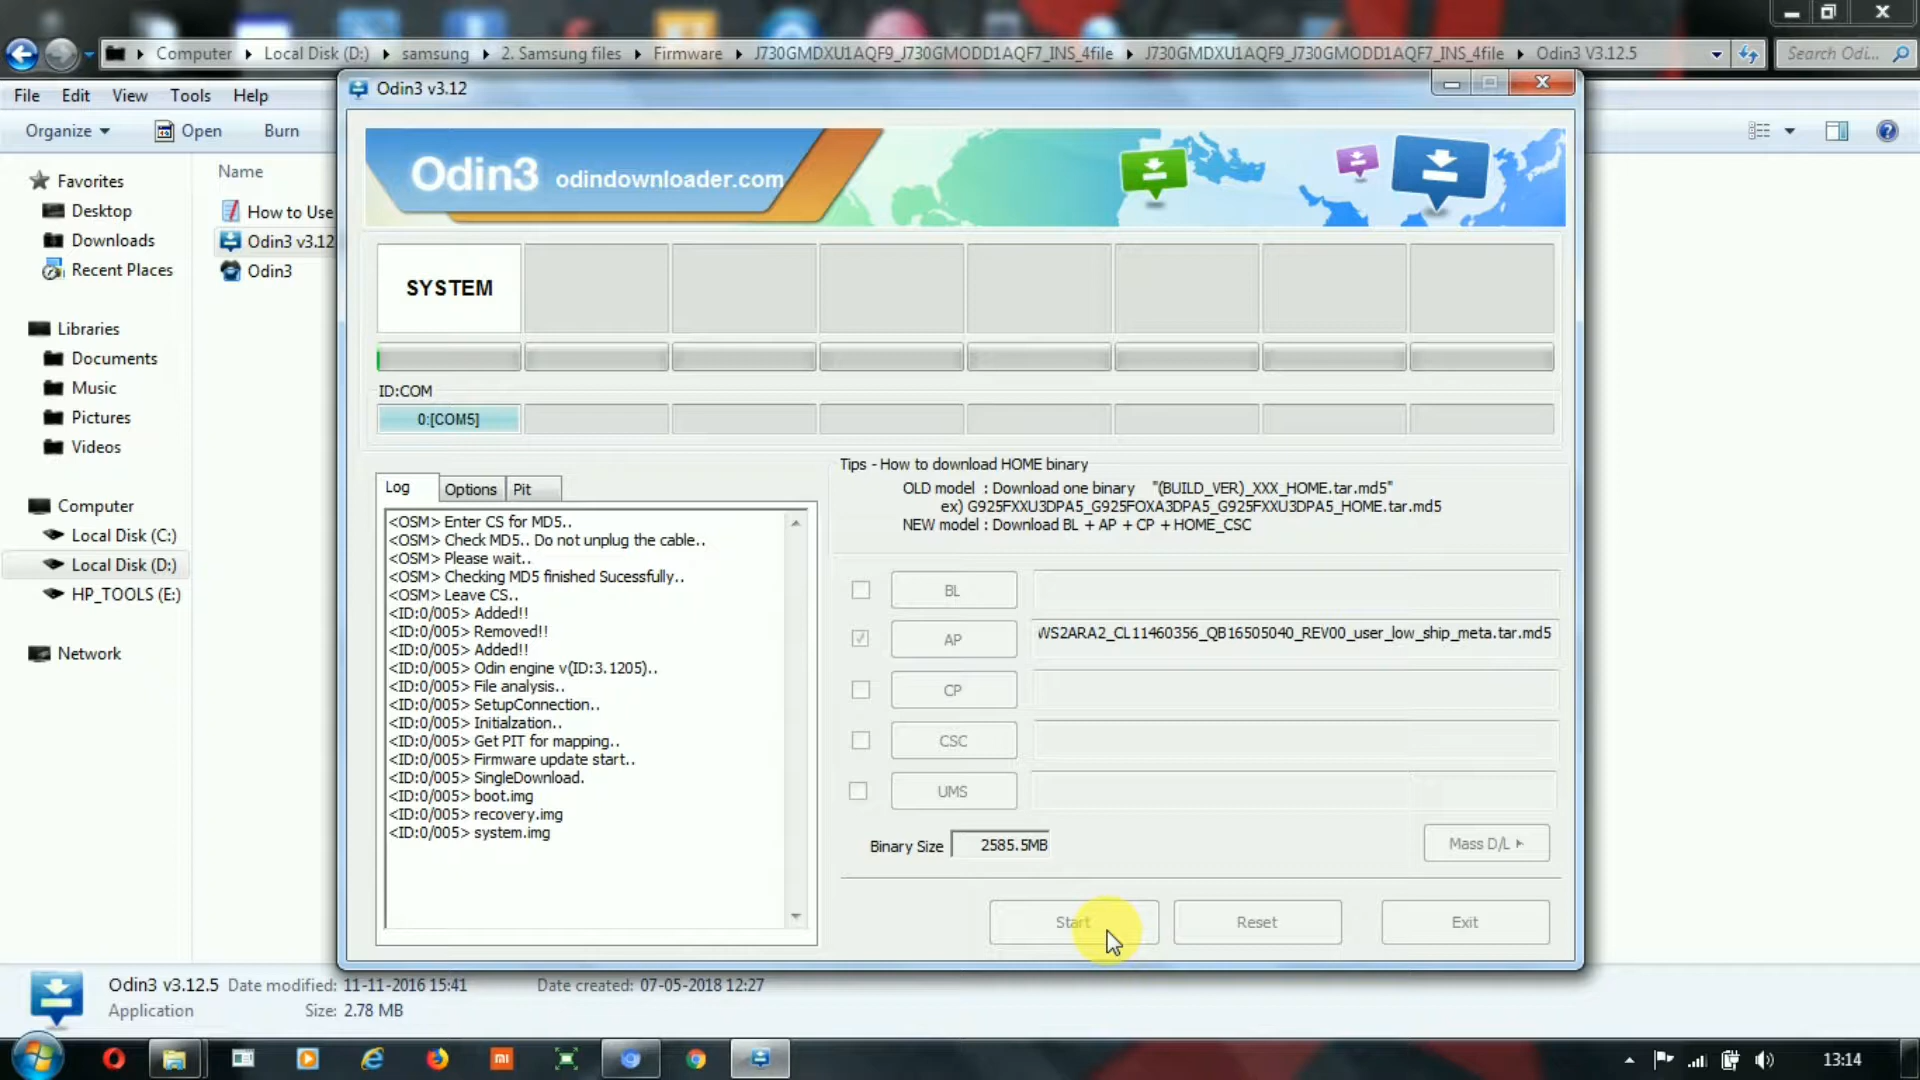 Computer
Local Disk (D:)
samsung
2. Samsung files
Firmware
J730GMDXU1AQF9_J730GMODD1AQF7_INS_4file
J730GMDXU1AQF9_J730GMODD1AQF7_INS_4file
Odin3 V3.12.5
Search Odi...
File
Edit
View
Tools
Help
Organize
Open
Burn
Favorites
Desktop
Downloads
Recent Places
Libraries
Documents
Music
Pictures
Videos
Computer
Local Disk (C:)
Local Disk (D:)
HP_TOOLS (E:)
Network
Name
How to Use
Odin3 v3.12
Odin3
Odin3 v3.12
Odin3 odindownloader.com
SYSTEM
ID:COM
0:[COM5]
Log
Options
Pit
<OSM> Enter CS for MD5..
<OSM> Check MD5.. Do not unplug the cable..
<OSM> Please wait..
<OSM> Checking MD5 finished Sucessfully..
<OSM> Leave CS..
<ID:0/005> Added!!
<ID:0/005> Removed!!
<ID:0/005> Added!!
<ID:0/005> Odin engine v(ID:3.1205)..
<ID:0/005> File analysis..
<ID:0/005> SetupConnection..
<ID:0/005> Initialzation..
<ID:0/005> Get PIT for mapping..
<ID:0/005> Firmware update start..
<ID:0/005> SingleDownload.
<ID:0/005> boot.img
<ID:0/005> recovery.img
<ID:0/005> system.img
Tips - How to download HOME binary
OLD model : Download one binary "(BUILD_VER)_XXX_HOME.tar.md5"
ex) G925FXXU3DPA5_G925FOXA3DPA5_G925FXXU3DPA5_HOME.tar.md5
NEW model : Download BL + AP + CP + HOME_CSC
BL
AP
WS2ARA2_CL11460356_QB16505040_REV00_user_low_ship_meta.tar.md5
CP
CSC
UMS
Binary Size
2585.5MB
Mass D/L
Start
Reset
Exit
Odin3 v3.12.5 Date modified: 11-11-2016 15:41 Date created: 07-05-2018 12:27
Application Size: 2.78 MB
13:14